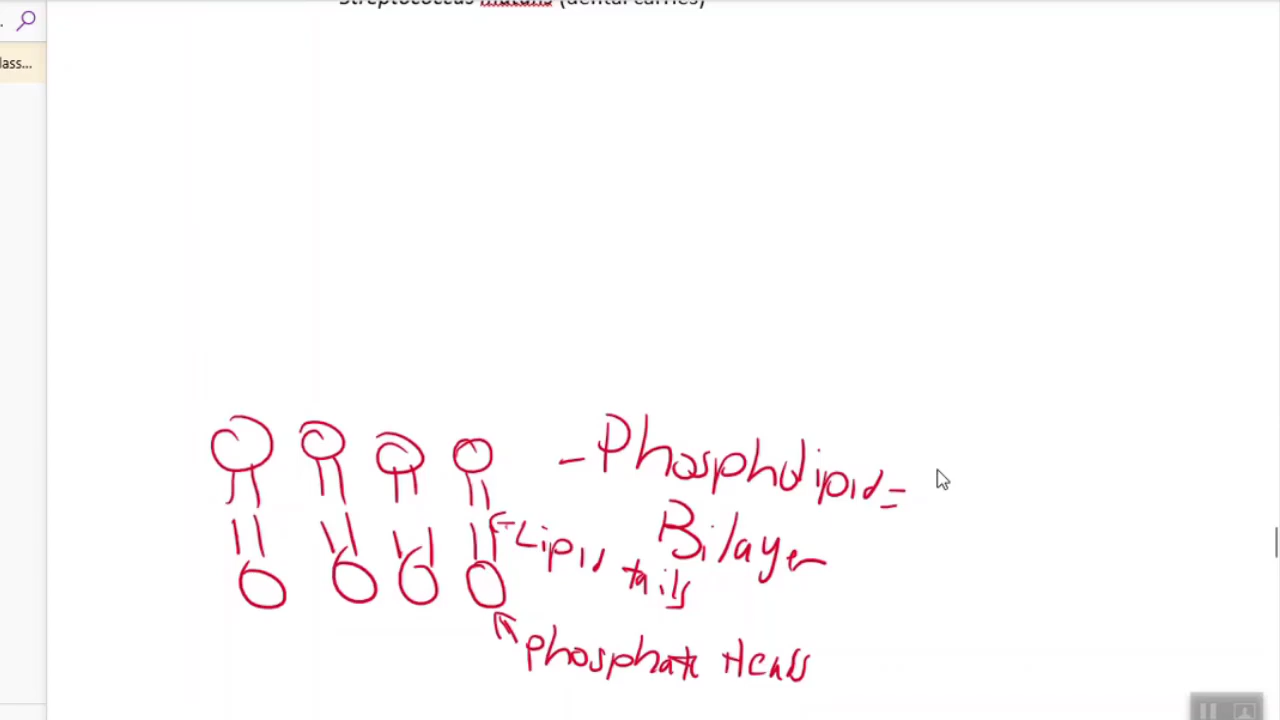 Streptococcus mutans (dental carries)
lass...
- Phospholipid =
Bilayer
Lipid tails
phosphate Heads